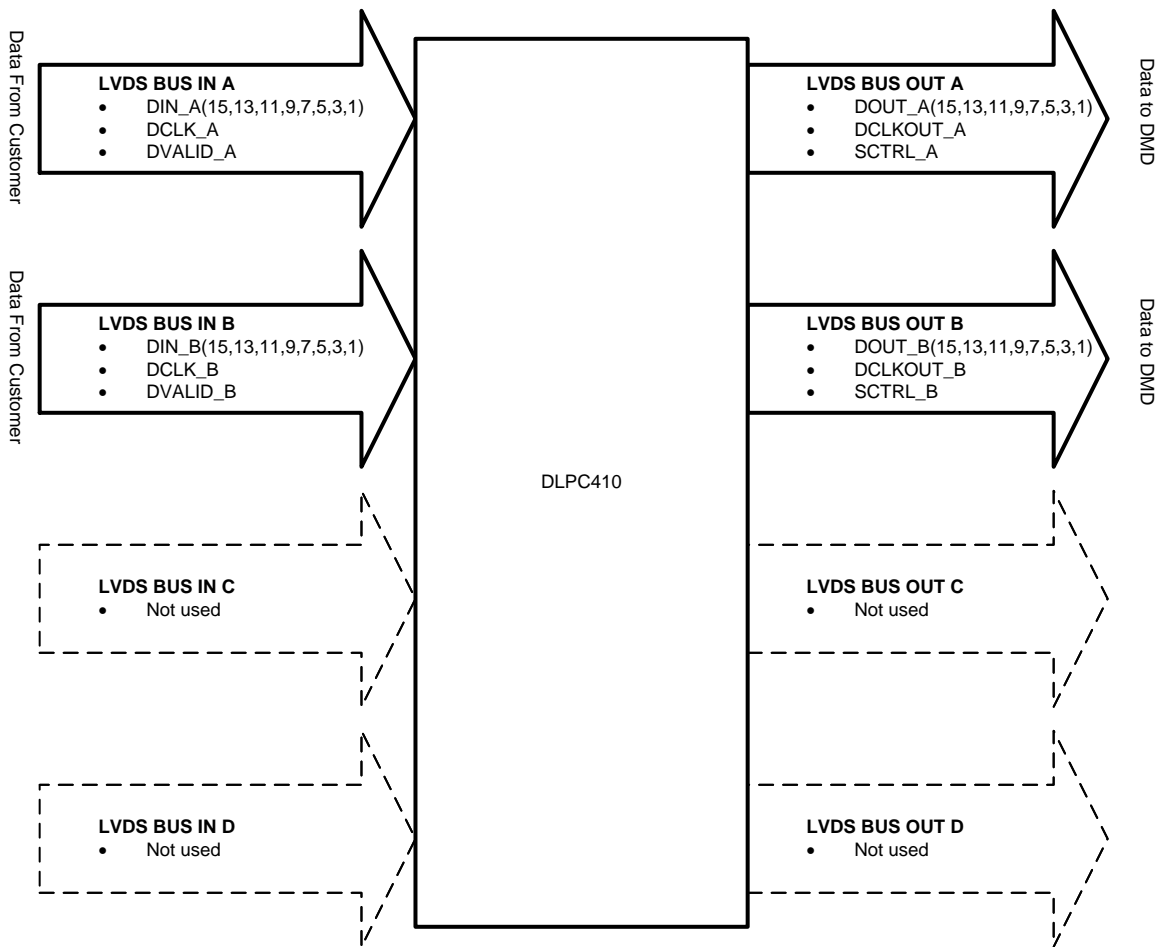 Data From Customer
LVDS BUS IN A
• DIN_A(15,13,11,9,7,5,3,1)
• DCLK_A
• DVALID_A
LVDS BUS OUT A
• DOUT_A(15,13,11,9,7,5,3,1)
• DCLKOUT_A
• SCTRL_A
Data to DMD
Data From Customer
LVDS BUS IN B
• DIN_B(15,13,11,9,7,5,3,1)
• DCLK_B
• DVALID_B
LVDS BUS OUT B
• DOUT_B(15,13,11,9,7,5,3,1)
• DCLKOUT_B
• SCTRL_B
Data to DMD
DLPC410
LVDS BUS IN C
• Not used
LVDS BUS OUT C
• Not used
LVDS BUS IN D
• Not used
LVDS BUS OUT D
• Not used